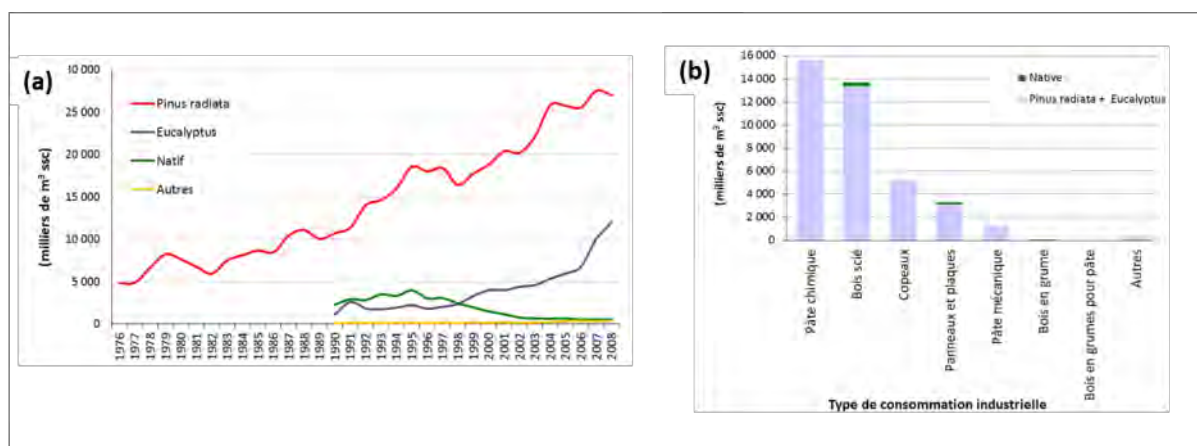 (a)
10 000
25 000
20 000
15 000
10 000
5 000
0
(milliers de m³ ssc)
Pinus radiata
Eucalyptus
Natif
Autres
1976
1977
1978
1979
1980
1981
1982
1983
1984
1985
1986
1987
1988
1989
1990
1991
1992
1993
1994
1995
1996
1997
1998
1999
2000
2001
2002
2003
2004
2005
2006
2007
2008
(b)
16 000
14 000
12 000
10 000
8 000
6 000
4 000
2 000
0
(milliers de m³ ssc)
Native
Pinus radiata + Eucalyptus
Pâte chimique
Bois scié
Copeaux
Panneaux et plaques
Pâte mécanique
Bois en grume
Bois en grumes pour pâte
Autres
Type de consommation industrielle